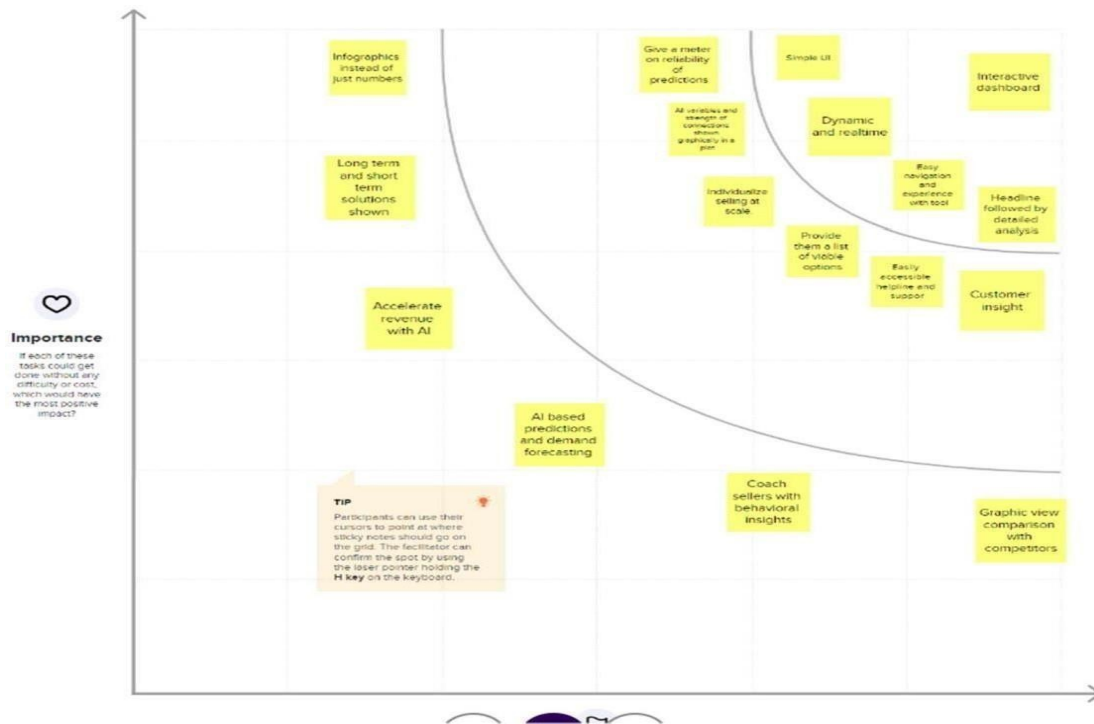 Infographics
instead of
just numbers
Give a meter
on reliability
of
predictions
Simple UI
Interactive
dashboard
All variables and
strength of
connections
shown
graphically in a
plot
Dynamic
and realtime
Long term
and short
term
solutions
shown
Individualize
selling at
scale.
Easy
navigation
and
experience
with tool
Headline
followed by
detailed
analysis
Provide
them a list
of viable
options
Easily
accessible
helpline and
suppor
Customer
insight
Accelerate
revenue
with AI
Importance
If each of these
tasks could get
done without any
difficulty or cost,
which would have
the most positive
impact?
AI based
predictions
and demand
forecasting
Coach
sellers with
behavioral
insights
Graphic view
comparison
with
competitors
TIP
Participants can use their
cursors to point at where
sticky notes should go on
the grid. The facilitator can
confirm the spot by using
the laser pointer holding the
H key on the keyboard.